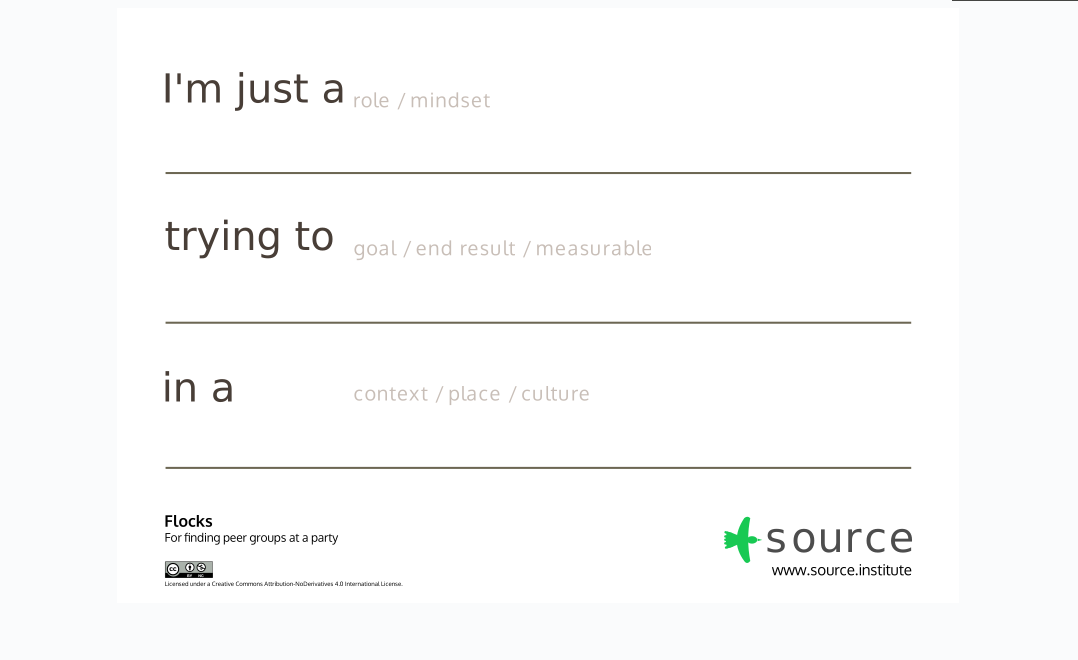 I'm just a role / mindset
trying to goal / end result / measurable
in a context / place / culture
Flocks
For finding peer groups at a party
source
www.source.institute
cc BY NC
Licensed under a Creative Commons Attribution-NoDerivatives 4.0 International License.